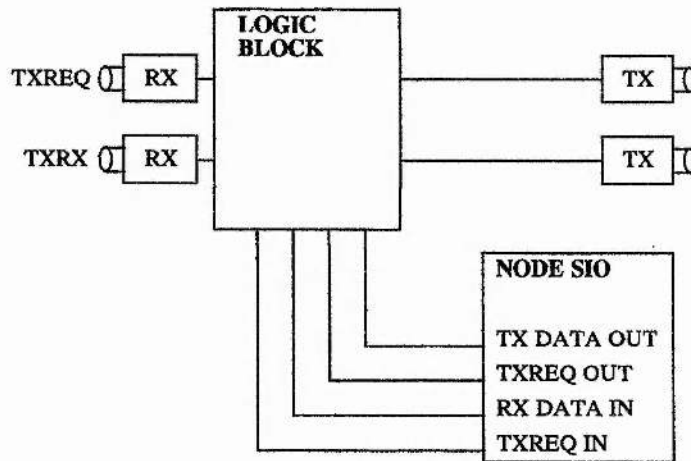 LOGIC
BLOCK
TXREQ
RX
TX
TXRX
RX
TX
NODE SIO
TX DATA OUT
TXREQ OUT
RX DATA IN
TXREQ IN